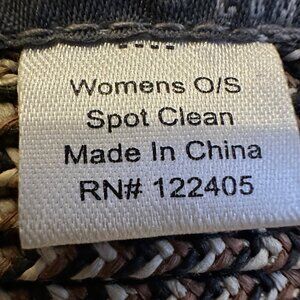 Womens O/S
Spot Clean
Made In China
RN# 122405